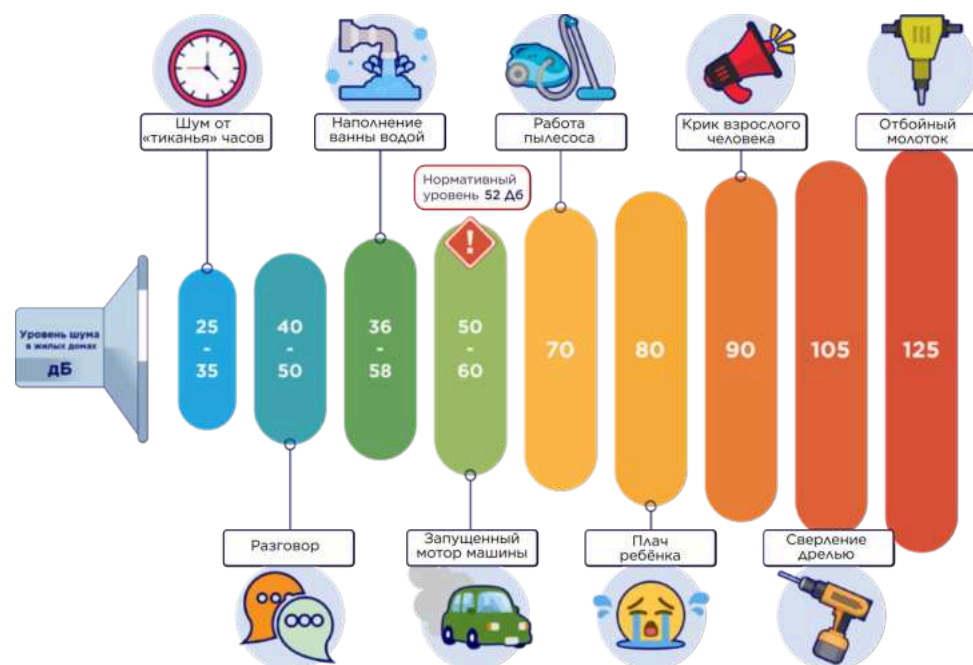 Шум от
«тиканья» часов
Наполнение
ванны водой
Работа
пылесоса
Крик взрослого
человека
Отбойный
молоток
Нормативный
уровень 52 Дб
!
Уровень шума
в жилых домах
дБ
25
-
35
40
-
50
36
-
58
50
-
60
70
80
90
105
125
Разговор
Запущенный
мотор машины
Плач
ребёнка
Сверление
дрелью